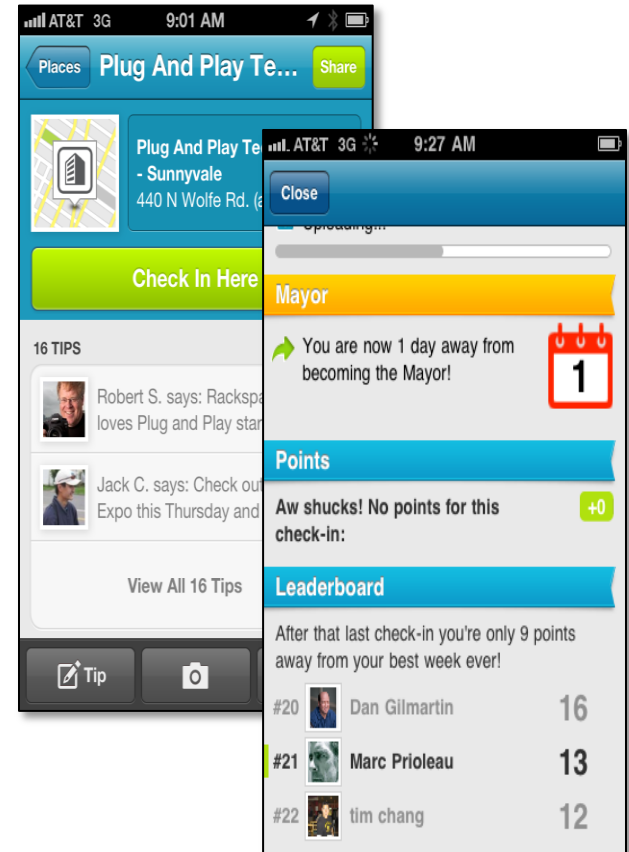 AT&T 3G 9:01 AM
Places Plug And Play Te... Share
Plug And Play Te
- Sunnyvale
440 N Wolfe Rd. (
Check In Here
16 TIPS
Robert S. says: Rackspa
loves Plug and Play star
Jack C. says: Check out
Expo this Thursday and
View All 16 Tips
Tip
AT&T 3G 9:27 AM
Close
Uploading...
Mayor
You are now 1 day away from
becoming the Mayor!
1
Points
Aw shucks! No points for this
check-in:
+0
Leaderboard
After that last check-in you're only 9 points
away from your best week ever!
#20 Dan Gilmartin 16
#21 Marc Prioleau 13
#22 tim chang 12